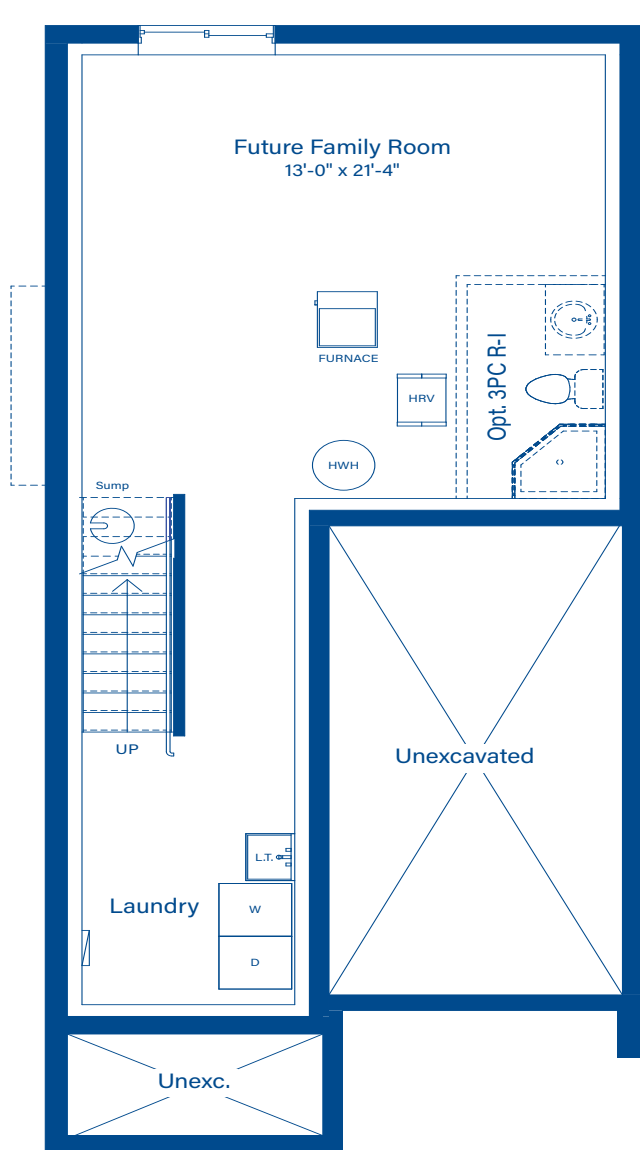 Future Family Room
13'-0" x 21'-4"
FURNACE
Opt. 3PC R-I
HRV
HWH
Sump
UP
Unexcavated
L.T.
Laundry
W
D
Unexc.